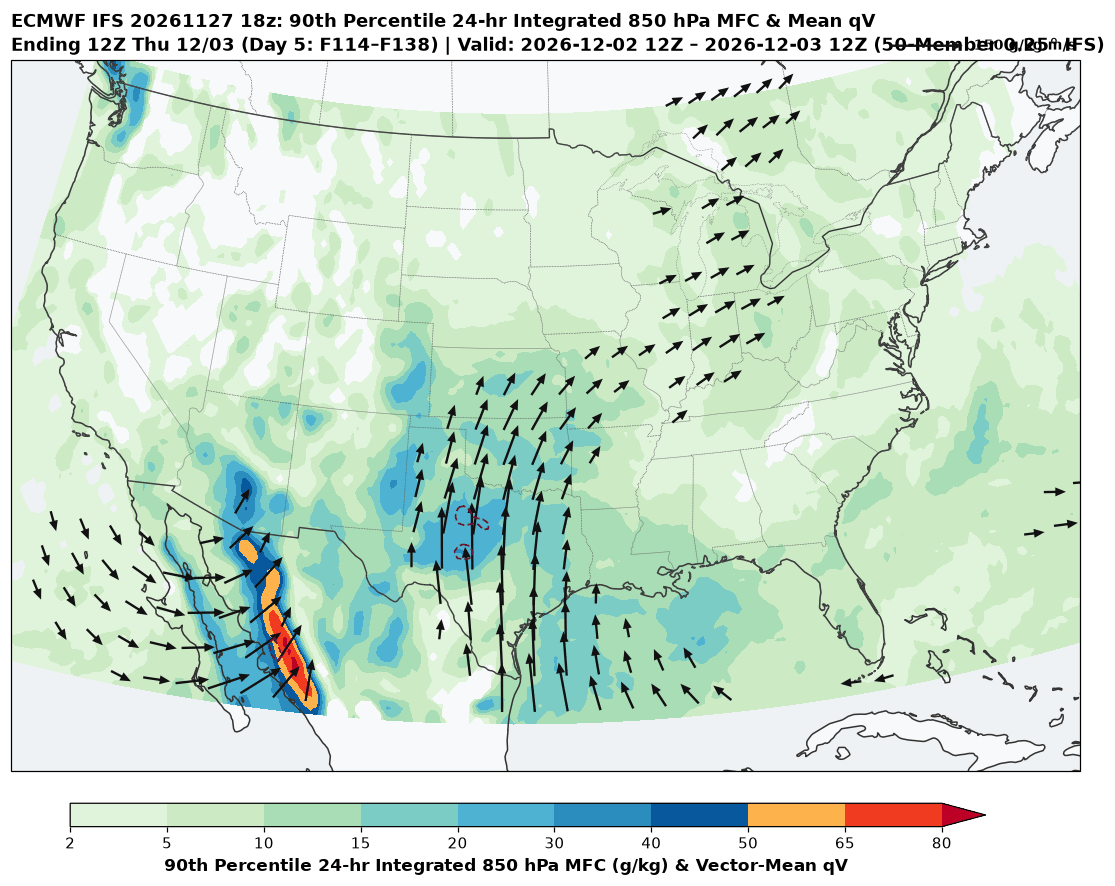 ECMWF IFS 20261127 18z: 90th Percentile 24-hr Integrated 850 hPa MFC & Mean qV
Ending 12Z Thu 12/03 (Day 5: F114–F138) | Valid: 2026-12-02 12Z – 2026-12-03 12Z (50-Member 0.25° IFS)
2 5 10 15 20 30 40 50 65 80
90th Percentile 24-hr Integrated 850 hPa MFC (g/kg) & Vector-Mean qV